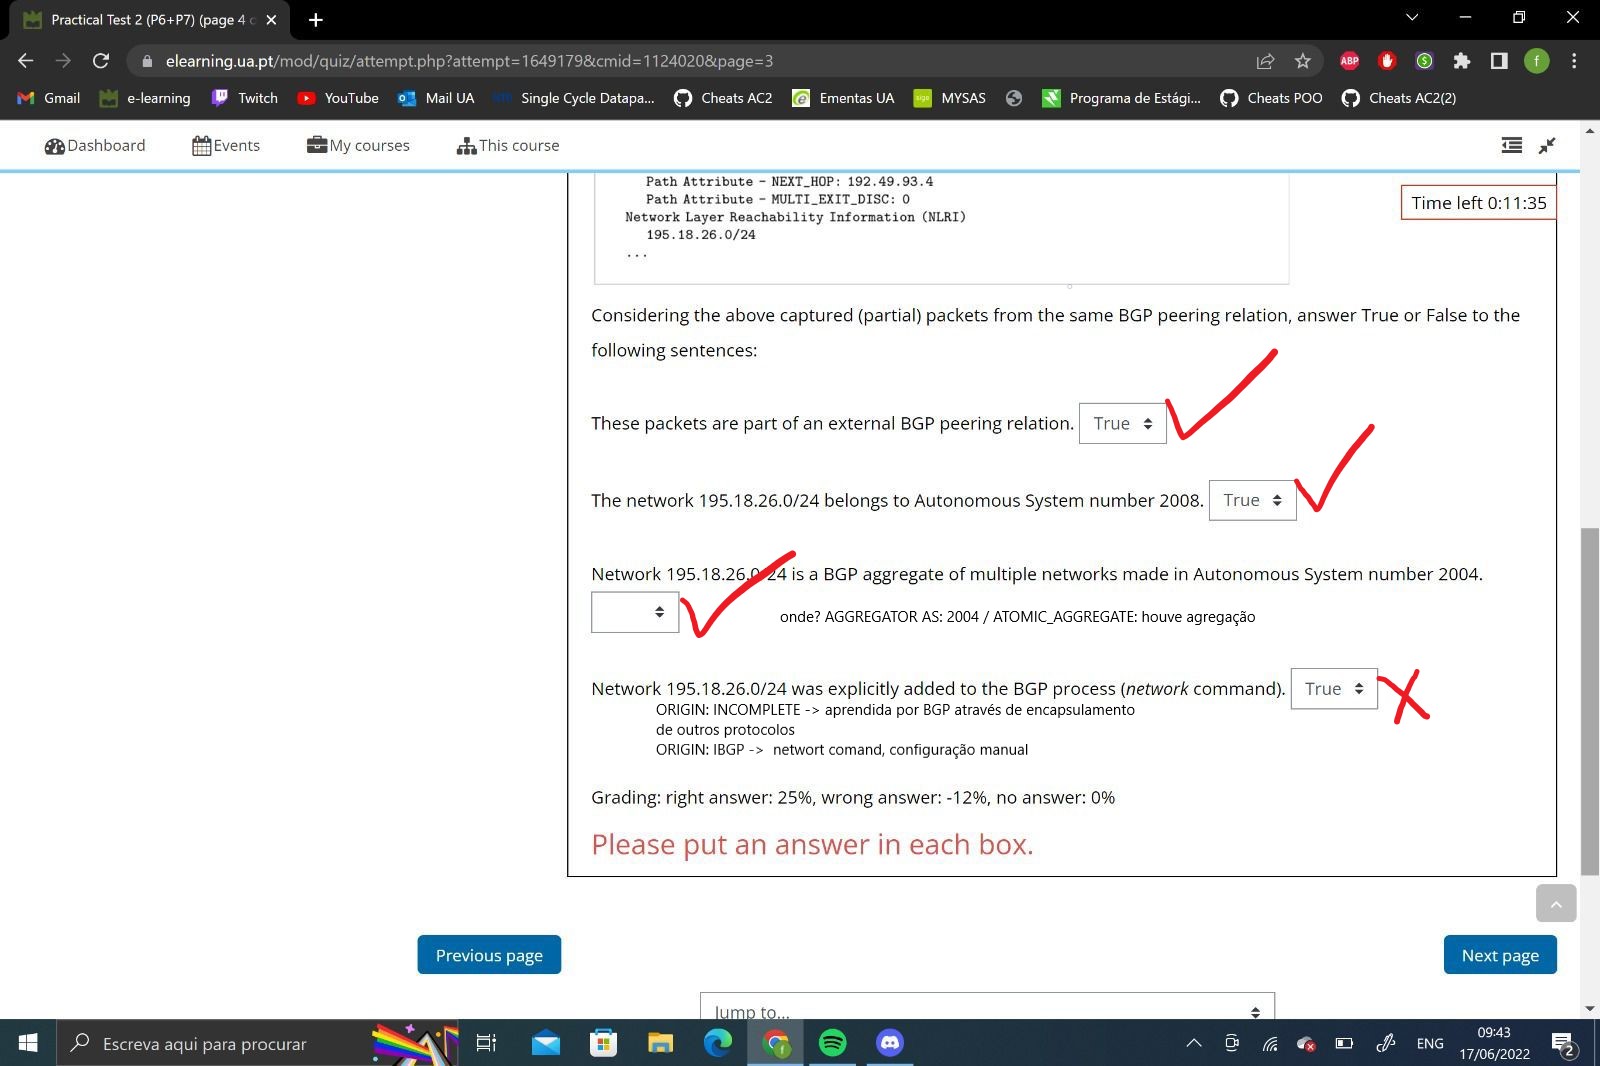 Practical Test 2 (P6+P7) (page 4 o
elearning.ua.pt/mod/quiz/attempt.php?attempt=1649179&cmid=1124020&page=3
ABP
f
Gmail
e-learning
Twitch
YouTube
Mail UA
Single Cycle Datapa...
Cheats AC2
Ementas UA
MYSAS
Programa de Estági...
Cheats POO
Cheats AC2(2)
Dashboard
Events
My courses
This course
Path Attribute - NEXT_HOP: 192.49.93.4
Path Attribute - MULTI_EXIT_DISC: 0
Network Layer Reachability Information (NLRI)
195.18.26.0/24
...
Time left 0:11:35
Considering the above captured (partial) packets from the same BGP peering relation, answer True or False to the
following sentences:
These packets are part of an external BGP peering relation. True
The network 195.18.26.0/24 belongs to Autonomous System number 2008. True
Network 195.18.26.0/24 is a BGP aggregate of multiple networks made in Autonomous System number 2004.
onde? AGGREGATOR AS: 2004 / ATOMIC_AGGREGATE: houve agregação
Network 195.18.26.0/24 was explicitly added to the BGP process (network command). True
ORIGIN: INCOMPLETE -> aprendida por BGP através de encapsulamento
de outros protocolos
ORIGIN: IBGP -> networt comand, configuração manual
Grading: right answer: 25%, wrong answer: -12%, no answer: 0%
Please put an answer in each box.
Previous page
Next page
Jump to...
Escreva aqui para procurar
ENG
09:43
17/06/2022
2